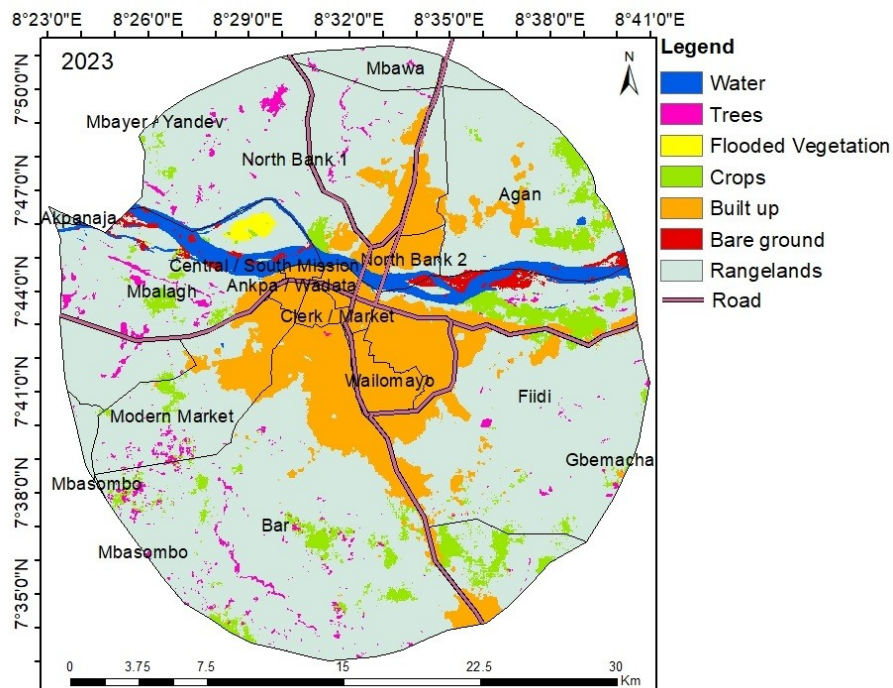 8°23'0"E 8°26'0"E 8°29'0"E 8°32'0"E 8°35'0"E 8°38'0"E 8°41'0"E
2023
N
Mbawa
Mbayer / Yandev
North Bank 1
Agan
Akpanaja
North Bank 2
Central / South Mission
Ankpa / Wadata
Mbalagh
Clerk / Market
Wailomayo
Fiidi
Modern Market
Gbemacha
Mbasombo
Bar
Mbasombo
7°50'0"N
7°47'0"N
7°44'0"N
7°41'0"N
7°38'0"N
7°35'0"N
0 3.75 7.5 15 22.5 30
Km
Legend
Water
Trees
Flooded Vegetation
Crops
Built up
Bare ground
Rangelands
Road